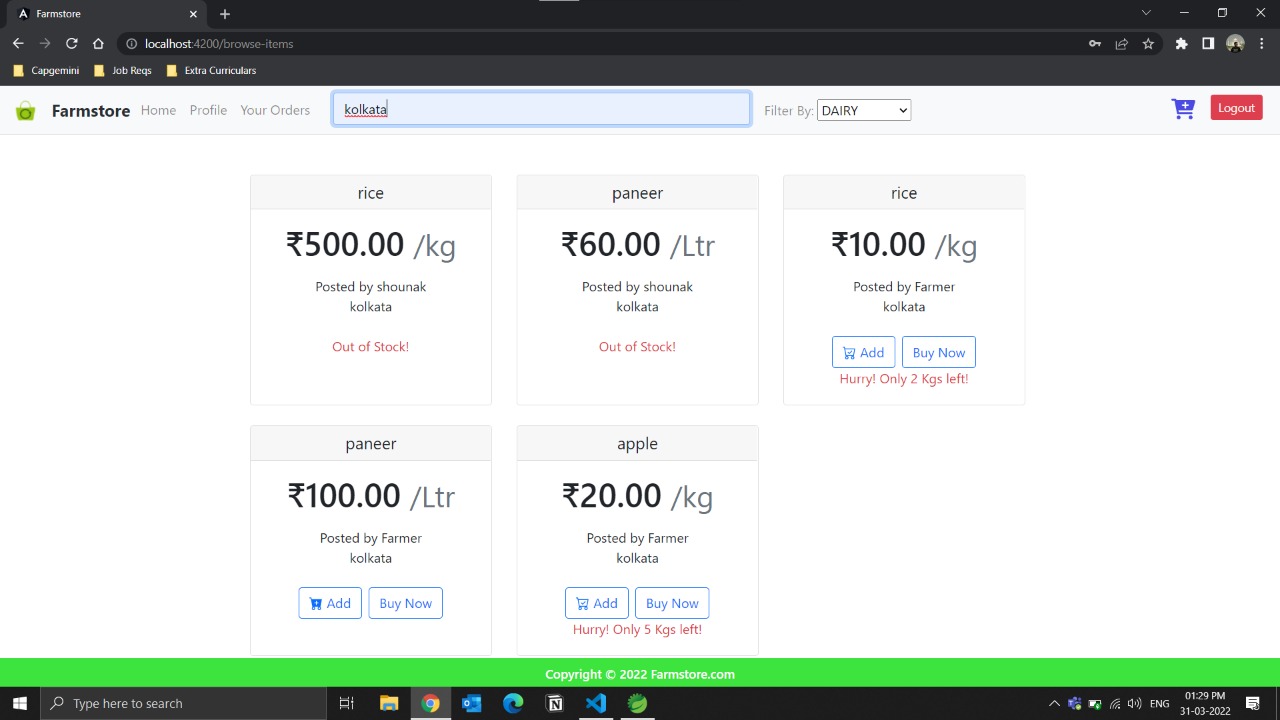 Farmstore
localhost:4200/browse-items
Capgemini Job Reqs Extra Curriculars
Farmstore Home Profile Your Orders kolkata Filter By: DAIRY Logout
rice
₹500.00 /kg
Posted by shounak
kolkata
Out of Stock!
paneer
₹60.00 /Ltr
Posted by shounak
kolkata
Out of Stock!
rice
₹10.00 /kg
Posted by Farmer
kolkata
Add Buy Now
Hurry! Only 2 Kgs left!
paneer
₹100.00 /Ltr
Posted by Farmer
kolkata
Add Buy Now
apple
₹20.00 /kg
Posted by Farmer
kolkata
Add Buy Now
Hurry! Only 5 Kgs left!
Copyright © 2022 Farmstore.com
Type here to search
ENG
01:29 PM
31-03-2022